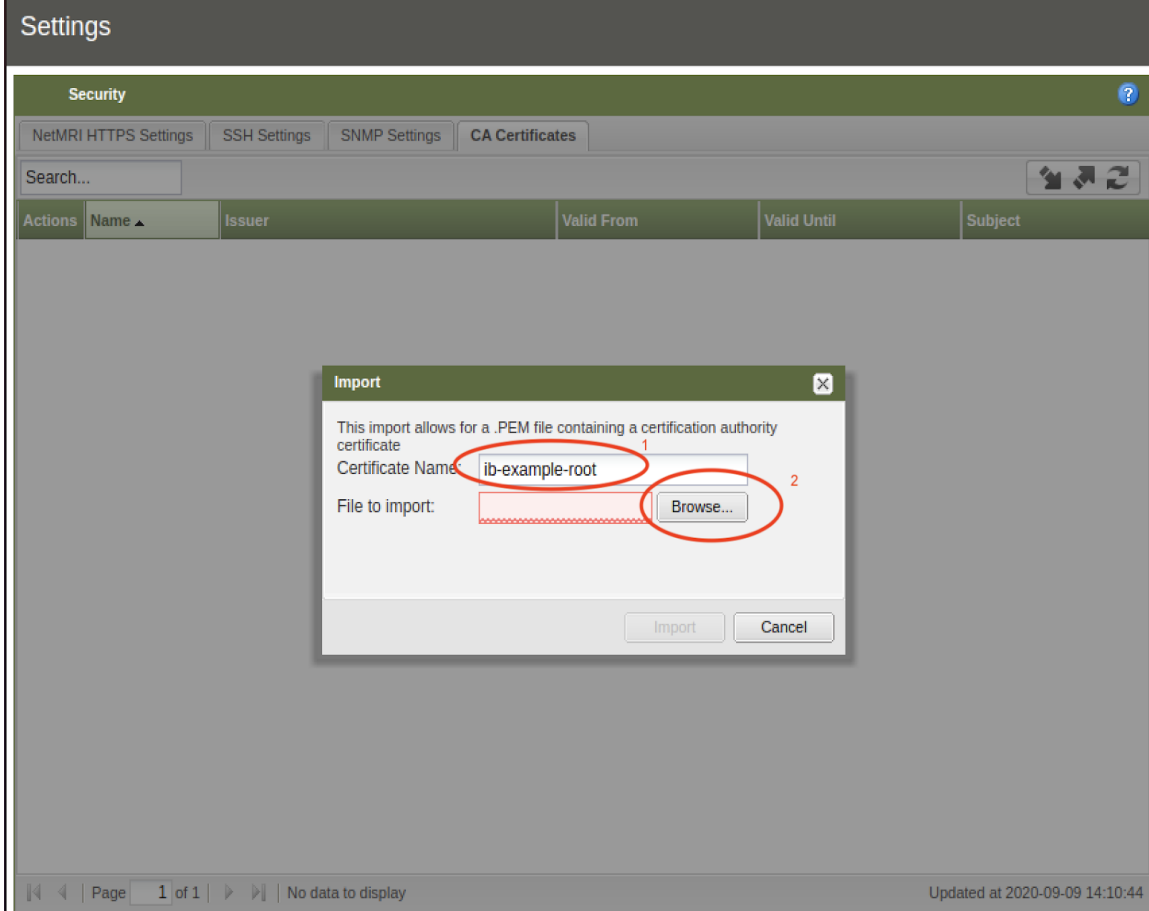 Settings
Security
NetMRI HTTPS Settings SSH Settings SNMP Settings CA Certificates
Search...
Actions Name Issuer Valid From Valid Until Subject
Import
This import allows for a .PEM file containing a certification authority
certificate
1
Certificate Name: ib-example-root
2
File to import: Browse...
Import Cancel
Page 1 of 1 No data to display Updated at 2020-09-09 14:10:44